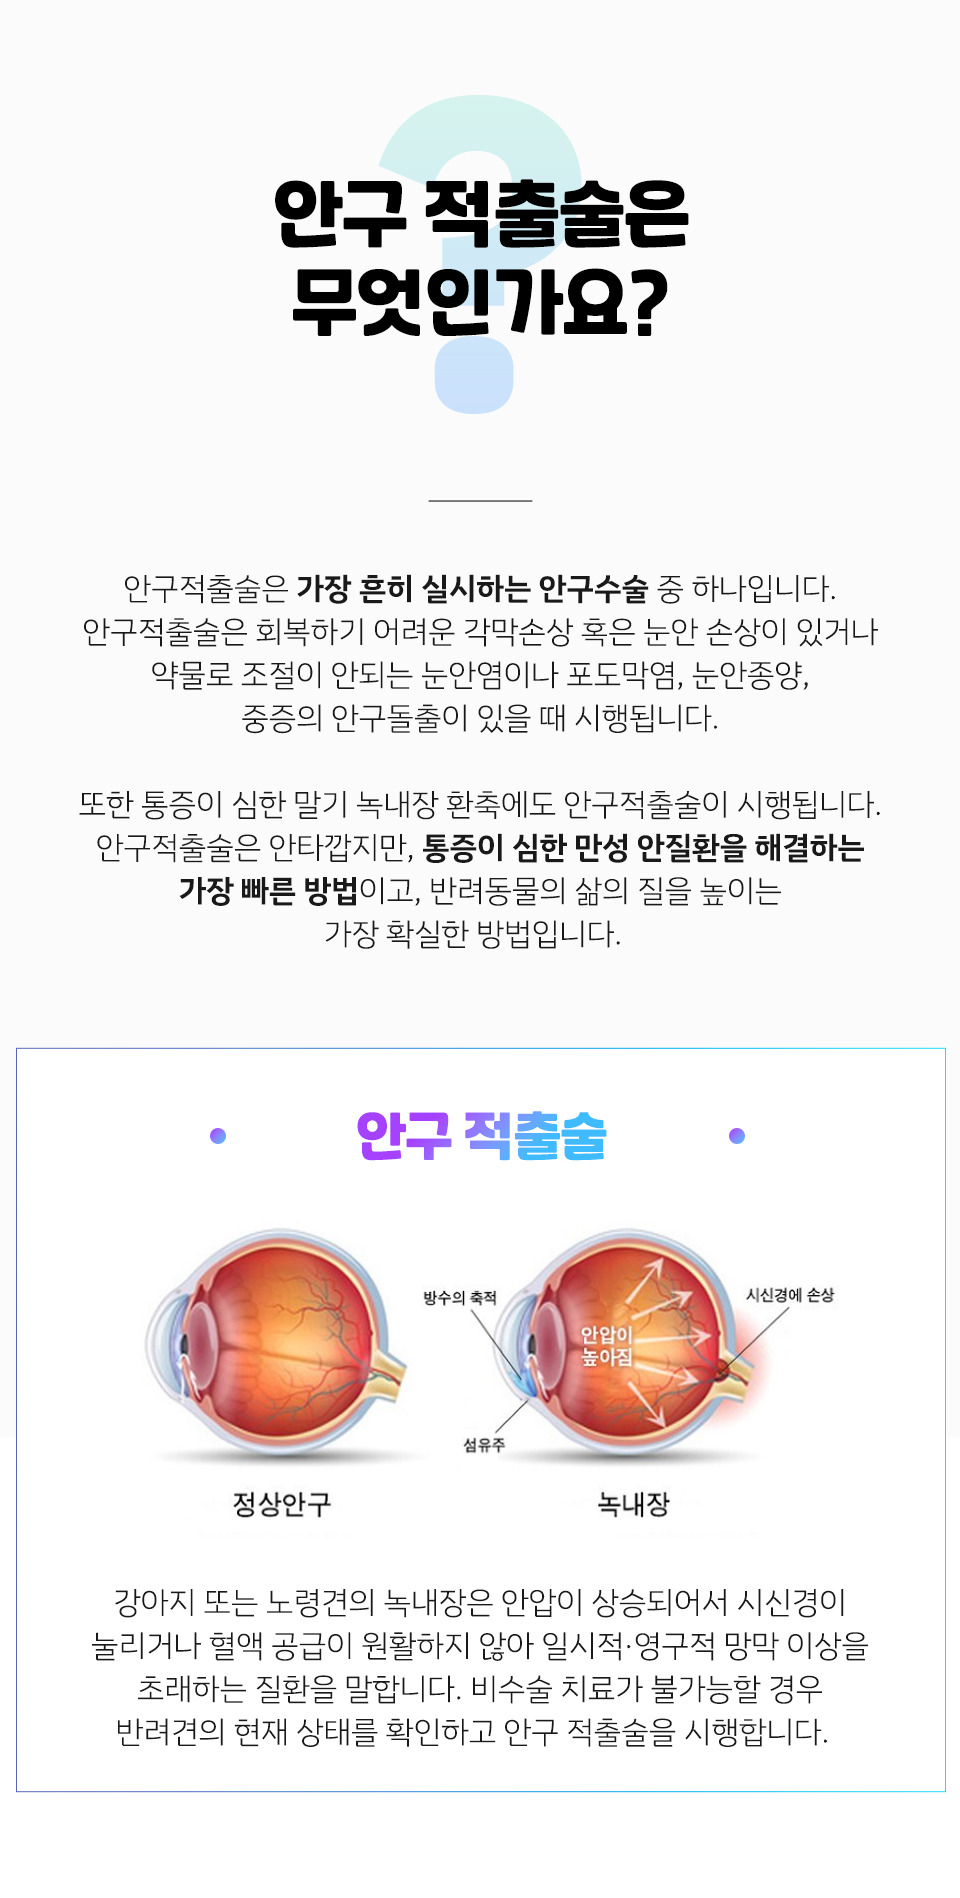 안구 적출술은
무엇인가요?
안구적출술은 가장 흔히 실시하는 안구수술 중 하나입니다.
안구적출술은 회복하기 어려운 각막손상 혹은 눈안 손상이 있거나
약물로 조절이 안되는 눈안염이나 포도막염, 눈안종양,
중증의 안구돌출이 있을 때 시행됩니다.
또한 통증이 심한 말기 녹내장 환축에도 안구적출술이 시행됩니다.
안구적출술은 안타깝지만, 통증이 심한 만성 안질환을 해결하는
가장 빠른 방법이고, 반려동물의 삶의 질을 높이는
가장 확실한 방법입니다.
안구 적출술
방수의 축적
시신경에 손상
안압이
높아짐
섬유주
정상안구
녹내장
강아지 또는 노령견의 녹내장은 안압이 상승되어서 시신경이
눌리거나 혈액 공급이 원활하지 않아 일시적·영구적 망막 이상을
초래하는 질환을 말합니다. 비수술 치료가 불가능할 경우
반려견의 현재 상태를 확인하고 안구 적출술을 시행합니다.